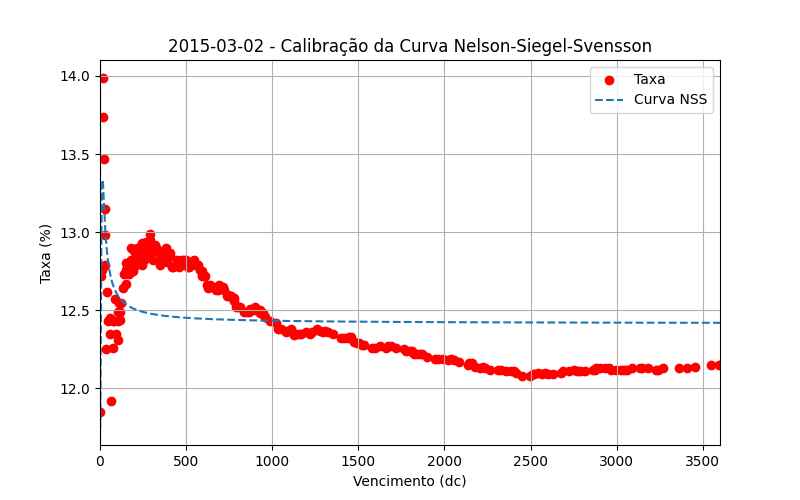 2015-03-02 - Calibração da Curva Nelson-Siegel-Svensson
Taxa
Curva NSS
14.0
13.5
13.0
12.5
12.0
Taxa (%)
0 500 1000 1500 2000 2500 3000 3500
Vencimento (dc)